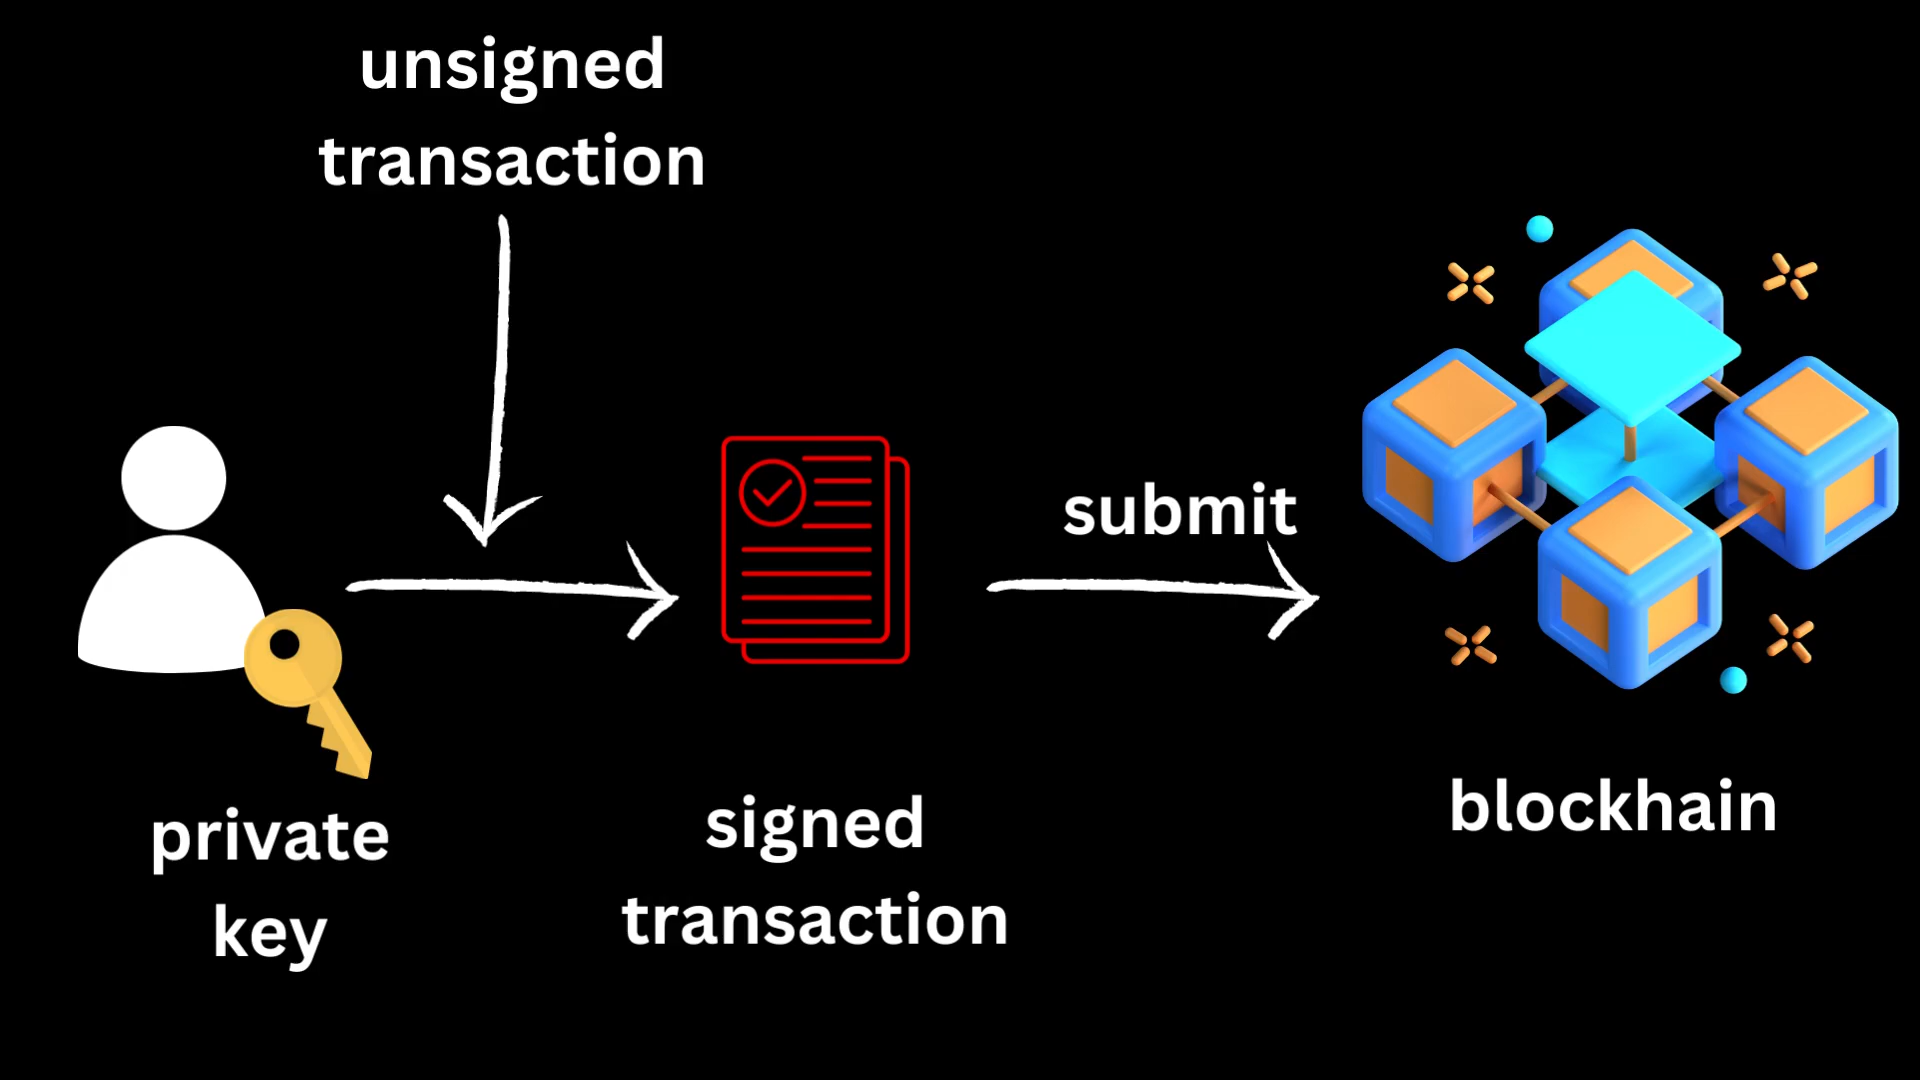 unsigned
transaction
submit
private
key
signed
transaction
blockhain